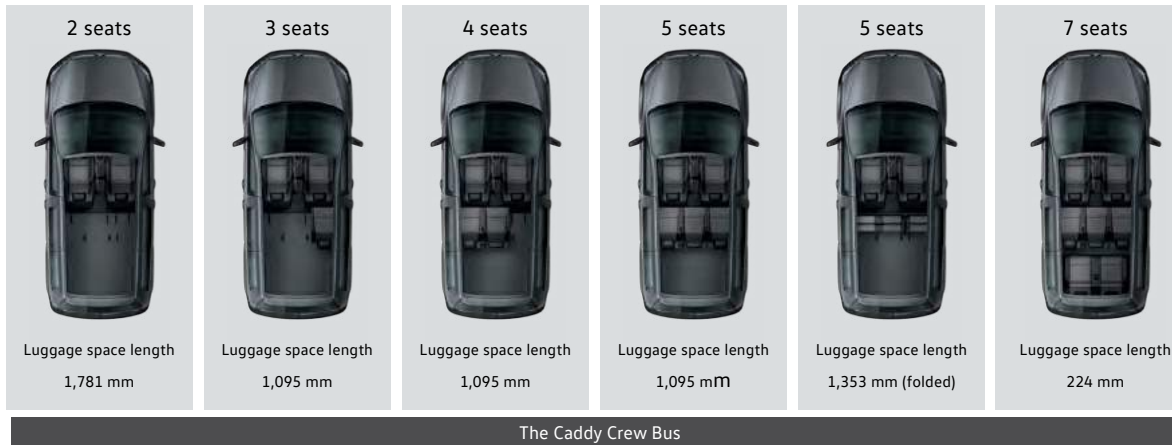 2 seats
Luggage space length
1,781 mm
3 seats
Luggage space length
1,095 mm
4 seats
Luggage space length
1,095 mm
5 seats
Luggage space length
1,095 mm
5 seats
Luggage space length
1,353 mm (folded)
7 seats
Luggage space length
224 mm
The Caddy Crew Bus